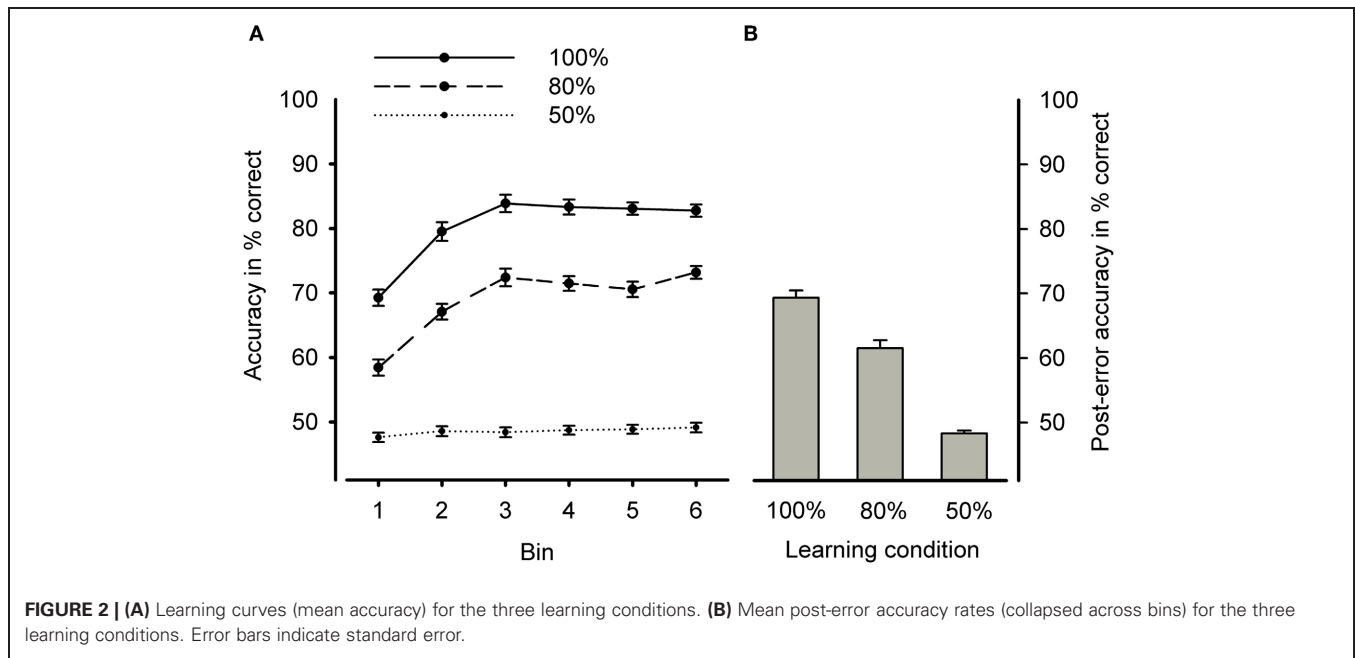 A
B
100%
80%
50%
100
90
80
70
60
50
Accuracy in % correct
1 2 3 4 5 6
Bin
100
90
80
70
60
50
Post-error accuracy in % correct
100% 80% 50%
Learning condition
FIGURE 2 | (A) Learning curves (mean accuracy) for the three learning conditions. (B) Mean post-error accuracy rates (collapsed across bins) for the three
learning conditions. Error bars indicate standard error.